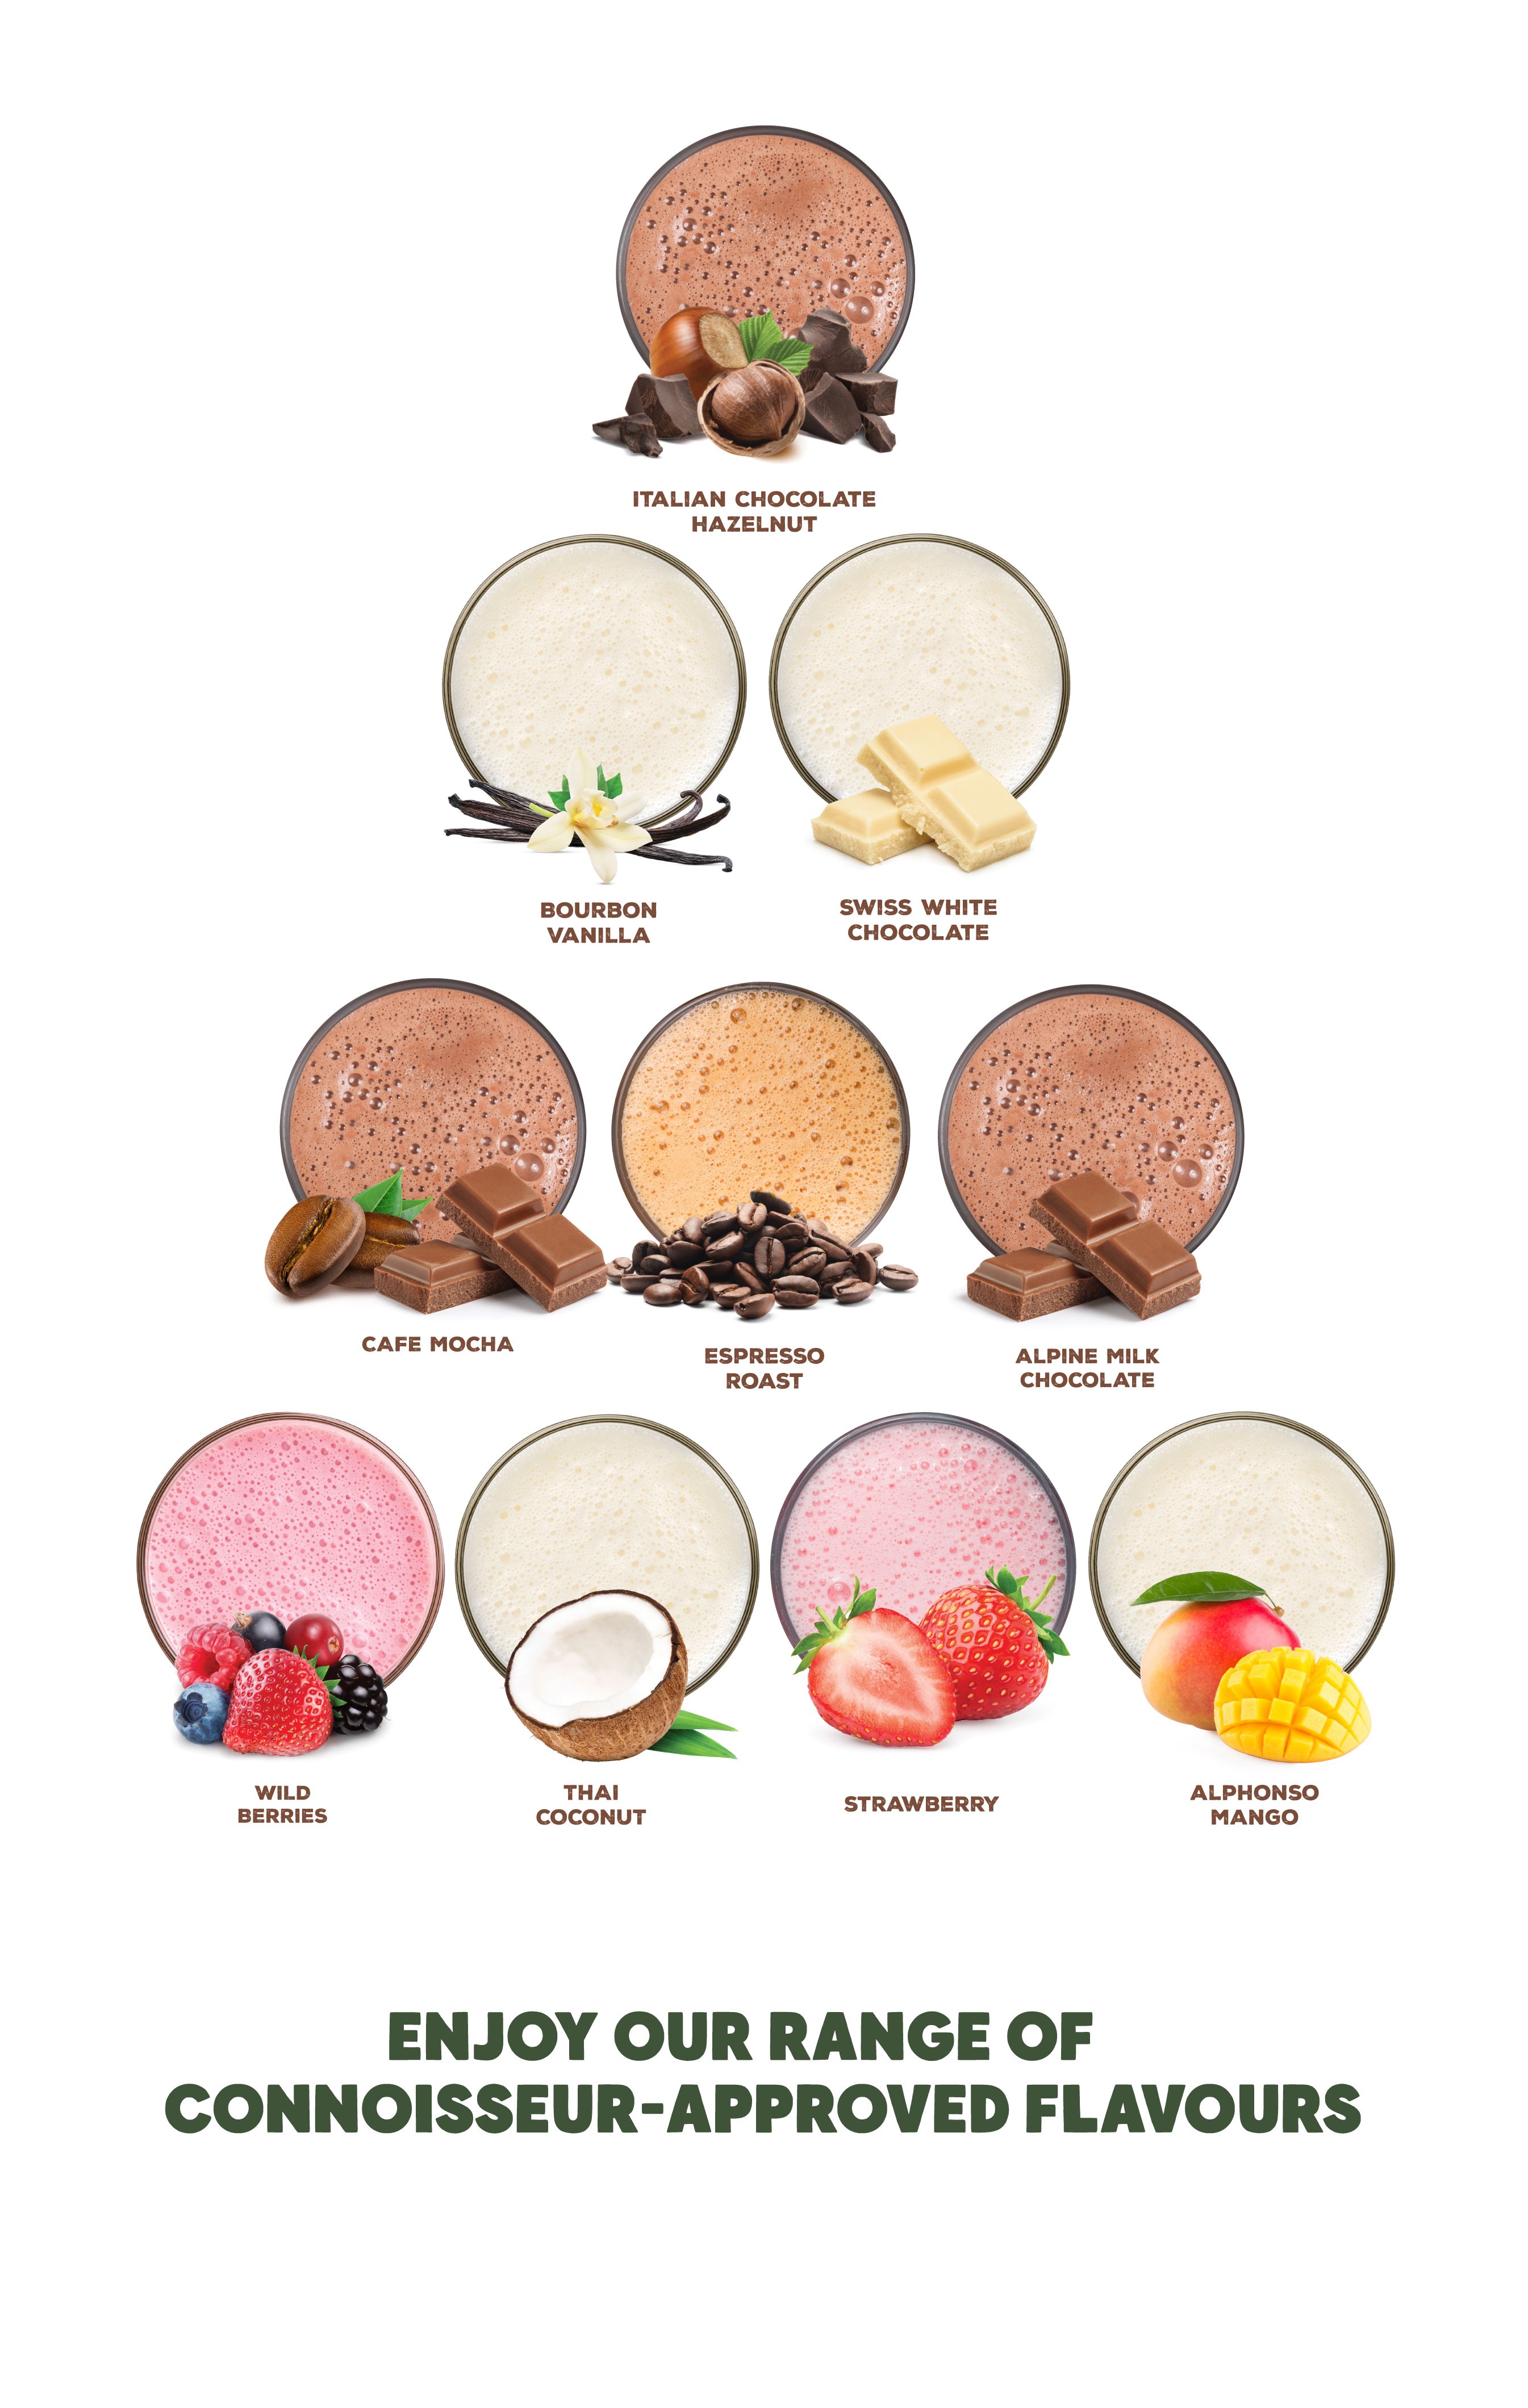 ITALIAN CHOCOLATE
HAZELNUT
BOURBON
VANILLA
SWISS WHITE
CHOCOLATE
CAFE MOCHA
ESPRESSO
ROAST
ALPINE MILK
CHOCOLATE
WILD
BERRIES
THAI
COCONUT
STRAWBERRY
ALPHONSO
MANGO
ENJOY OUR RANGE OF
CONNOISSEUR-APPROVED FLAVOURS